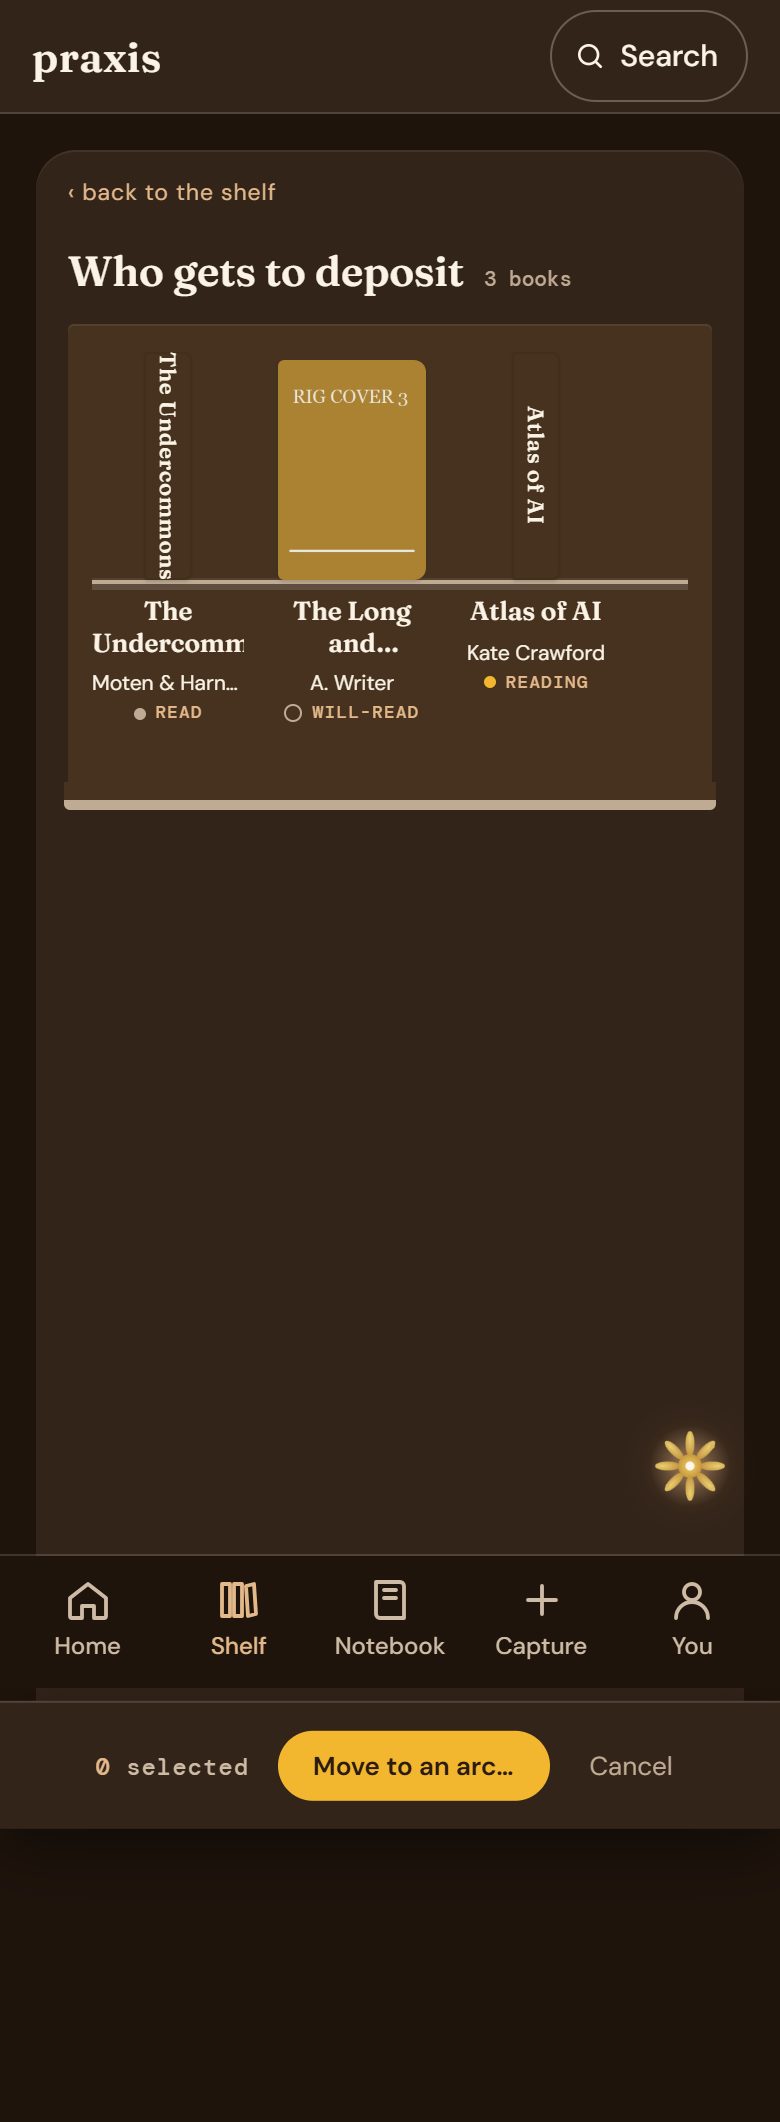 praxis
Search
‹ back to the shelf
Who gets to deposit 3 books
The Undercommons
RIG COVER 3
Atlas of AI
The
Undercomm
Moten & Harn...
READ
The Long
and...
A. Writer
WILL-READ
Atlas of AI
Kate Crawford
READING
Home
Shelf
Notebook
Capture
You
0 selected
Move to an arc...
Cancel